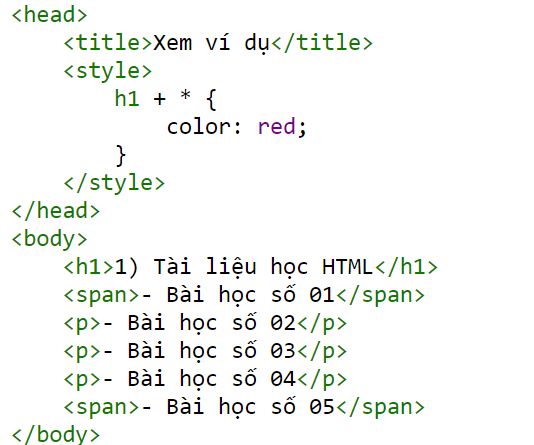 <head>
    <title>Xem ví dụ</title>
    <style>
        h1 + * {
            color: red;
        }
    </style>
</head>
<body>
    <h1>1) Tài liệu học HTML</h1>
    <span>- Bài học số 01</span>
    <p>- Bài học số 02</p>
    <p>- Bài học số 03</p>
    <p>- Bài học số 04</p>
    <span>- Bài học số 05</span>
</body>